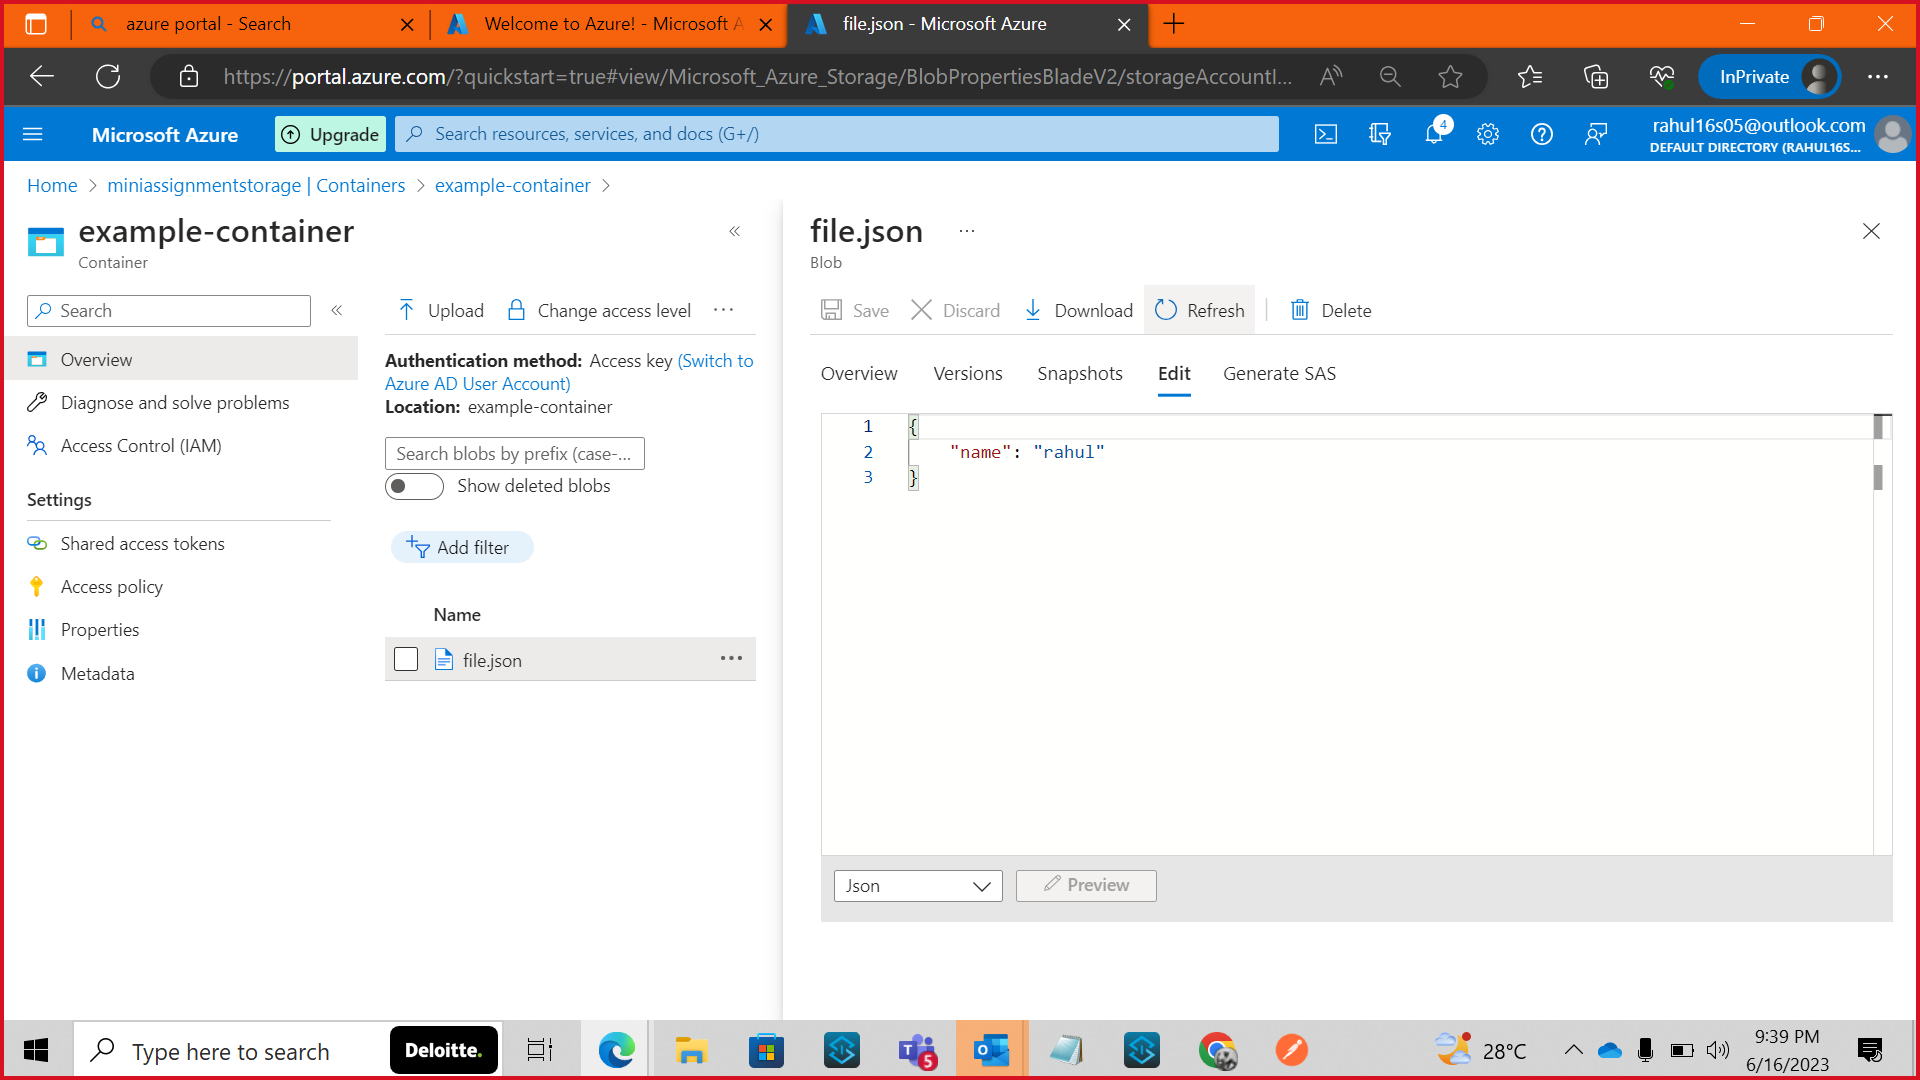 azure portal - Search
Welcome to Azure! - Microsoft A
file.json - Microsoft Azure
https://portal.azure.com/?quickstart=true#view/Microsoft_Azure_Storage/BlobPropertiesBladeV2/storageAccountI...
InPrivate
Microsoft Azure
Upgrade
Search resources, services, and docs (G+/)
4
rahul16s05@outlook.com
DEFAULT DIRECTORY (RAHUL16S...
Home > miniassignmentstorage | Containers > example-container >
example-container
Container
Search
Overview
Diagnose and solve problems
Access Control (IAM)
Settings
Shared access tokens
Access policy
Properties
Metadata
Upload
Change access level
Authentication method: Access key (Switch to
Azure AD User Account)
Location: example-container
Search blobs by prefix (case-...
Show deleted blobs
Add filter
Name
file.json
file.json
Blob
Save
Discard
Download
Refresh
Delete
Overview
Versions
Snapshots
Edit
Generate SAS
1 {
2 "name": "rahul"
3 }
Json
Preview
Type here to search
Deloitte.
5
28°C
9:39 PM
6/16/2023